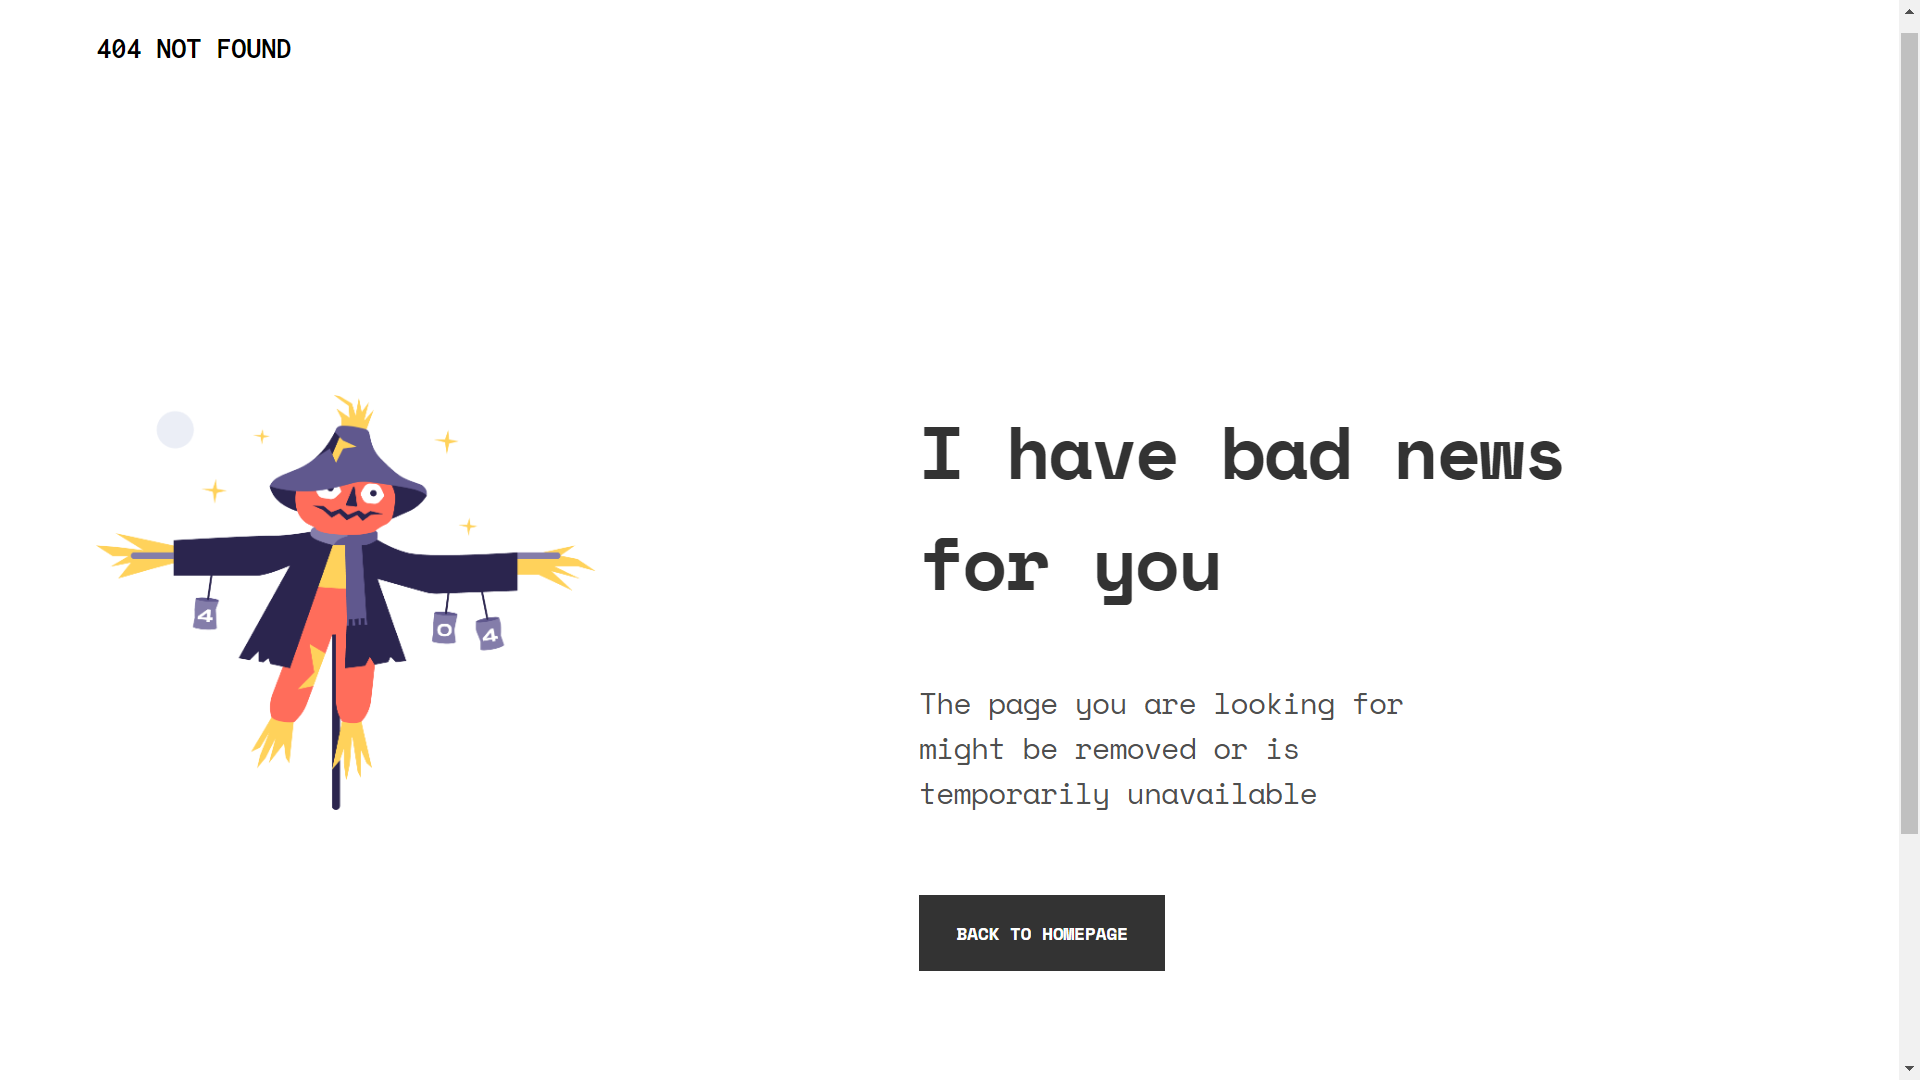 404 NOT FOUND
I have bad news
for you
4
0
4
The page you are looking for
might be removed or is
temporarily unavailable
BACK TO HOMEPAGE